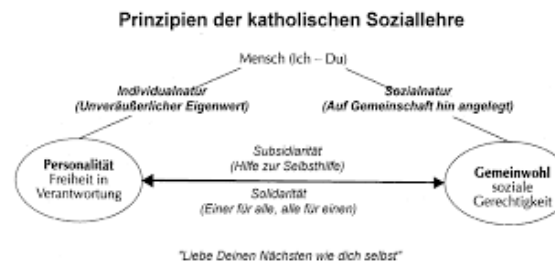 Prinzipien der katholischen Soziallehre
Mensch (Ich – Du)
Individualnatur
(Unveräußerlicher Eigenwert)
Sozialnatur
(Auf Gemeinschaft hin angelegt)
Personalität
Freiheit in
Verantwortung
Subsidiarität
(Hilfe zur Selbsthilfe)
Solidarität
(Einer für alle, alle für einen)
Gemeinwohl
soziale
Gerechtigkeit
"Liebe Deinen Nächsten wie dich selbst"